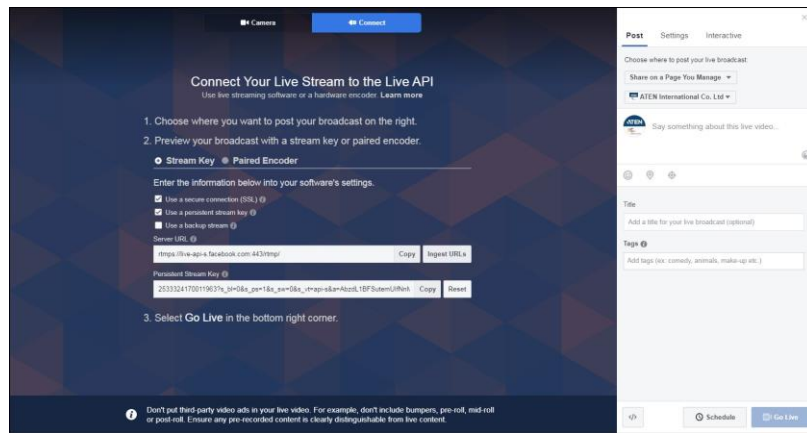 Camera
Connect
Connect Your Live Stream to the Live API
Use live streaming software or a hardware encoder. Learn more
1. Choose where you want to post your broadcast on the right.
2. Preview your broadcast with a stream key or paired encoder.
Stream Key Paired Encoder
Enter the information below into your software's settings.
Use a secure connection (SSL)
Use a persistent stream key
Use a backup stream
Server URL
rtmps://live-api-s.facebook.com:443/rtmp/ Copy Ingest URLs
Persistent Stream Key
Copy Reset
3. Select Go Live in the bottom right corner.
Don't put third-party video ads in your live video. For example, don't include bumpers, pre-roll, mid-roll
or post-roll. Ensure any pre-recorded content is clearly distinguishable from live content.
Post Settings Interactive
Choose where to post your live broadcast
Share on a Page You Manage
ATEN International Co. Ltd
ATEN
Say something about this live video...
Title
Add a title for your live broadcast (optional)
Tags
Add tags (ex: comedy, animals, make-up etc.)
</> Schedule Go Live